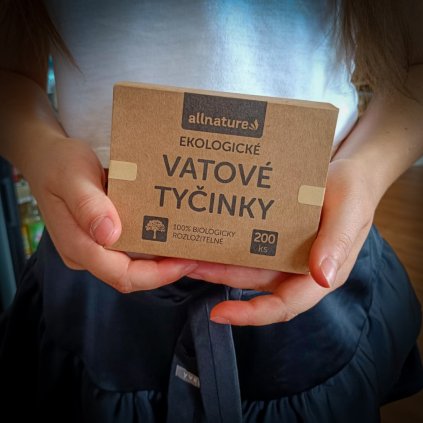 allnature
EKOLOGICKÉ
VATOVÉ
TYČINKY
100% BIOLOGICKY
ROZLOŽITELNÉ
200
ks